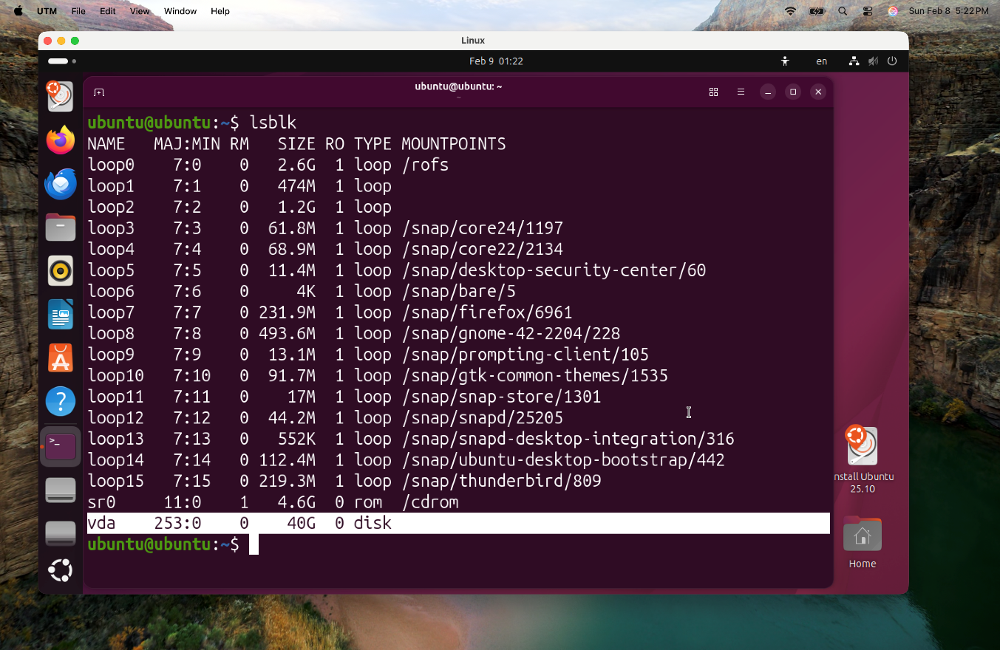 UTM File Edit View Window Help Sun Feb 8 5:22 PM
Linux
Feb 9 01:22 en
ubuntu@ubuntu: ~
~
ubuntu@ubuntu:~$ lsblk
NAME MAJ:MIN RM SIZE RO TYPE MOUNTPOINTS
loop0 7:0 0 2.6G 1 loop /rofs
loop1 7:1 0 474M 1 loop
loop2 7:2 0 1.2G 1 loop
loop3 7:3 0 61.8M 1 loop /snap/core24/1197
loop4 7:4 0 68.9M 1 loop /snap/core22/2134
loop5 7:5 0 11.4M 1 loop /snap/desktop-security-center/60
loop6 7:6 0 4K 1 loop /snap/bare/5
loop7 7:7 0 231.9M 1 loop /snap/firefox/6961
loop8 7:8 0 493.6M 1 loop /snap/gnome-42-2204/228
loop9 7:9 0 13.1M 1 loop /snap/prompting-client/105
loop10 7:10 0 91.7M 1 loop /snap/gtk-common-themes/1535
loop11 7:11 0 17M 1 loop /snap/snap-store/1301
loop12 7:12 0 44.2M 1 loop /snap/snapd/25205
loop13 7:13 0 552K 1 loop /snap/snapd-desktop-integration/316
loop14 7:14 0 112.4M 1 loop /snap/ubuntu-desktop-bootstrap/442
loop15 7:15 0 219.3M 1 loop /snap/thunderbird/809
sr0 11:0 1 4.6G 0 rom /cdrom
vda 253:0 0 40G 0 disk
ubuntu@ubuntu:~$
nstall Ubuntu
25.10
Home